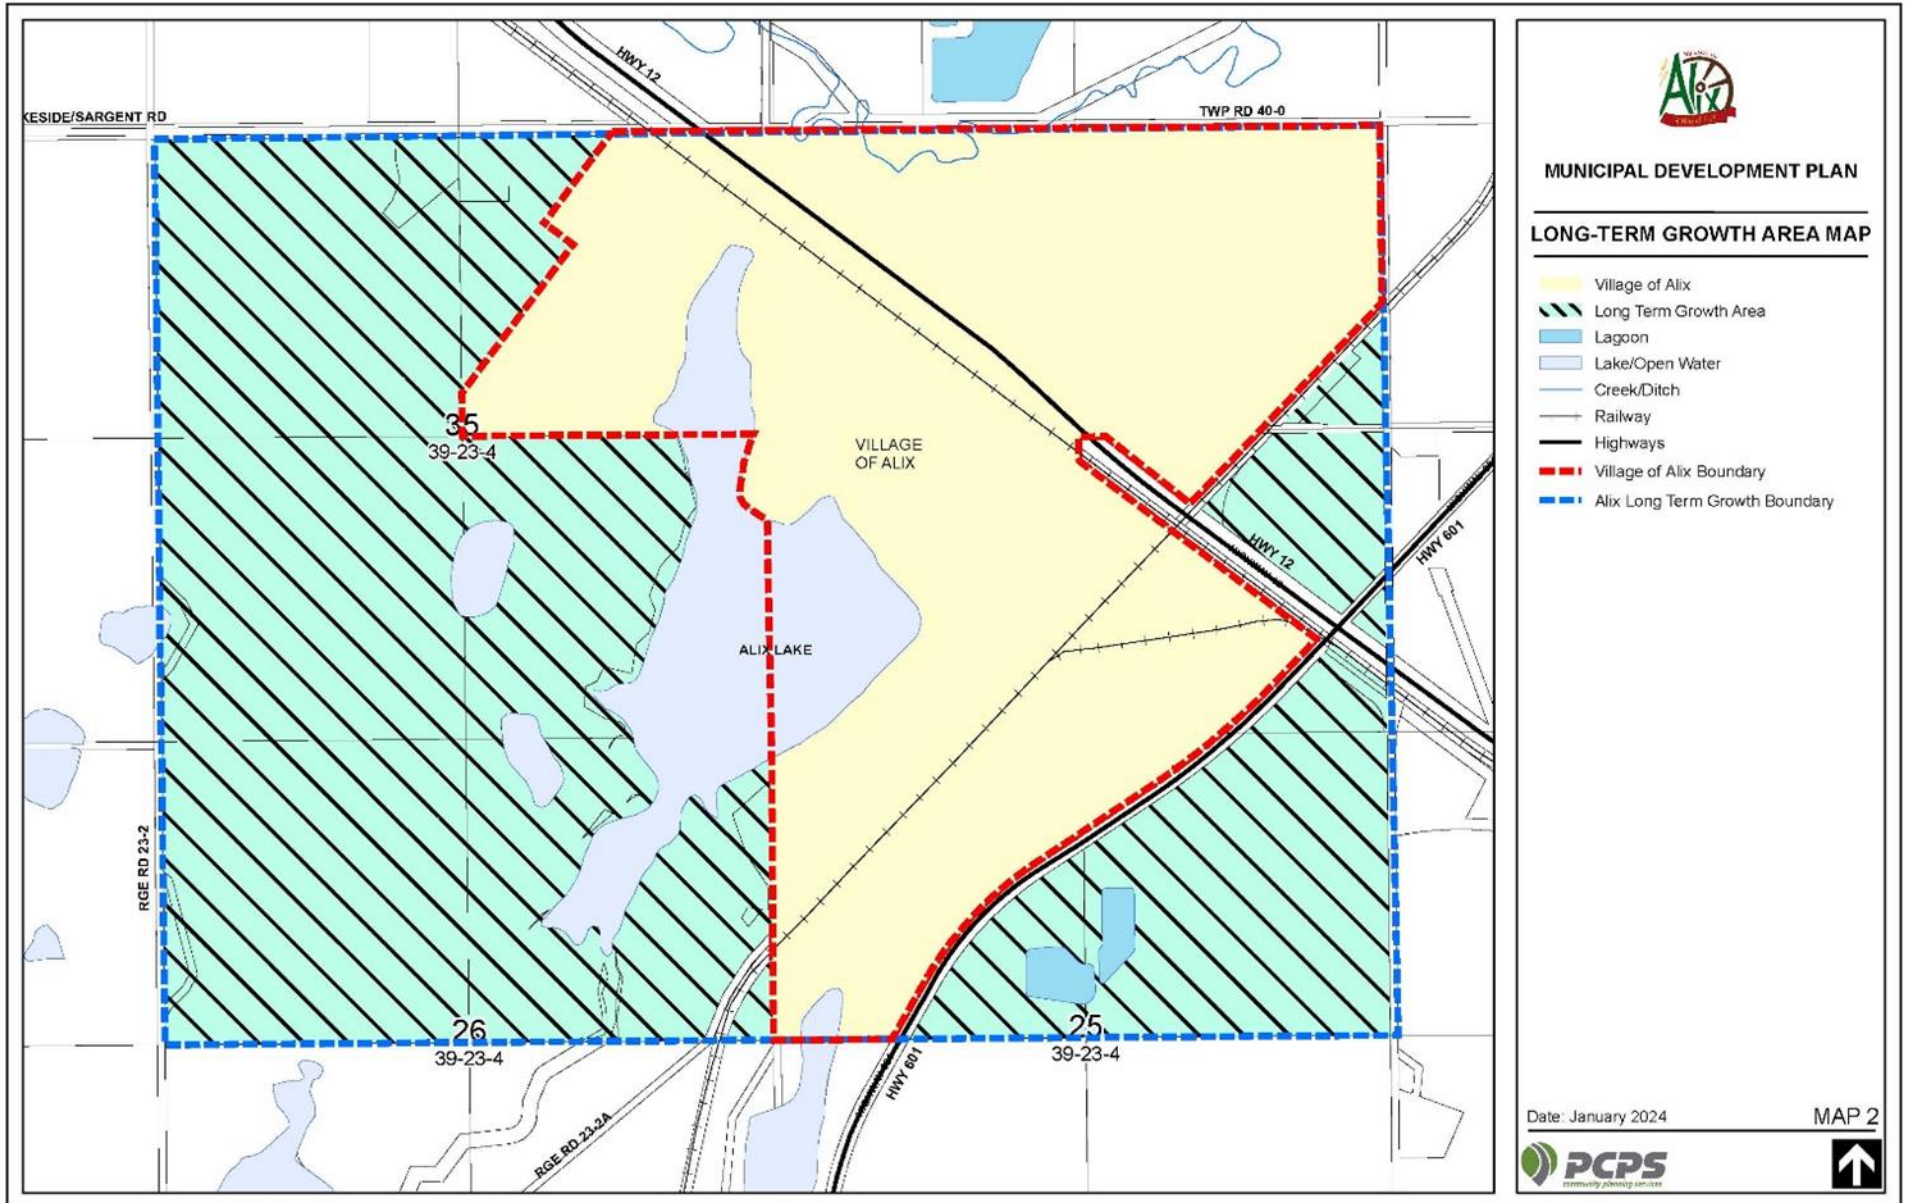 HWY 12
KESIDE/SARGENT RD
TWP RD 40-0
35
39-23-4
VILLAGE
OF ALIX
HWY 12
HWY 601
ALIX LAKE
RGE RD 23-2
26
39-23-4
25
39-23-4
HWY 601
RGE RD 23-2A
Alix
MUNICIPAL DEVELOPMENT PLAN
LONG-TERM GROWTH AREA MAP
Village of Alix
Long Term Growth Area
Lagoon
Lake/Open Water
Creek/Ditch
Railway
Highways
Village of Alix Boundary
Alix Long Term Growth Boundary
Date: January 2024
MAP 2
PCPS
community planning services